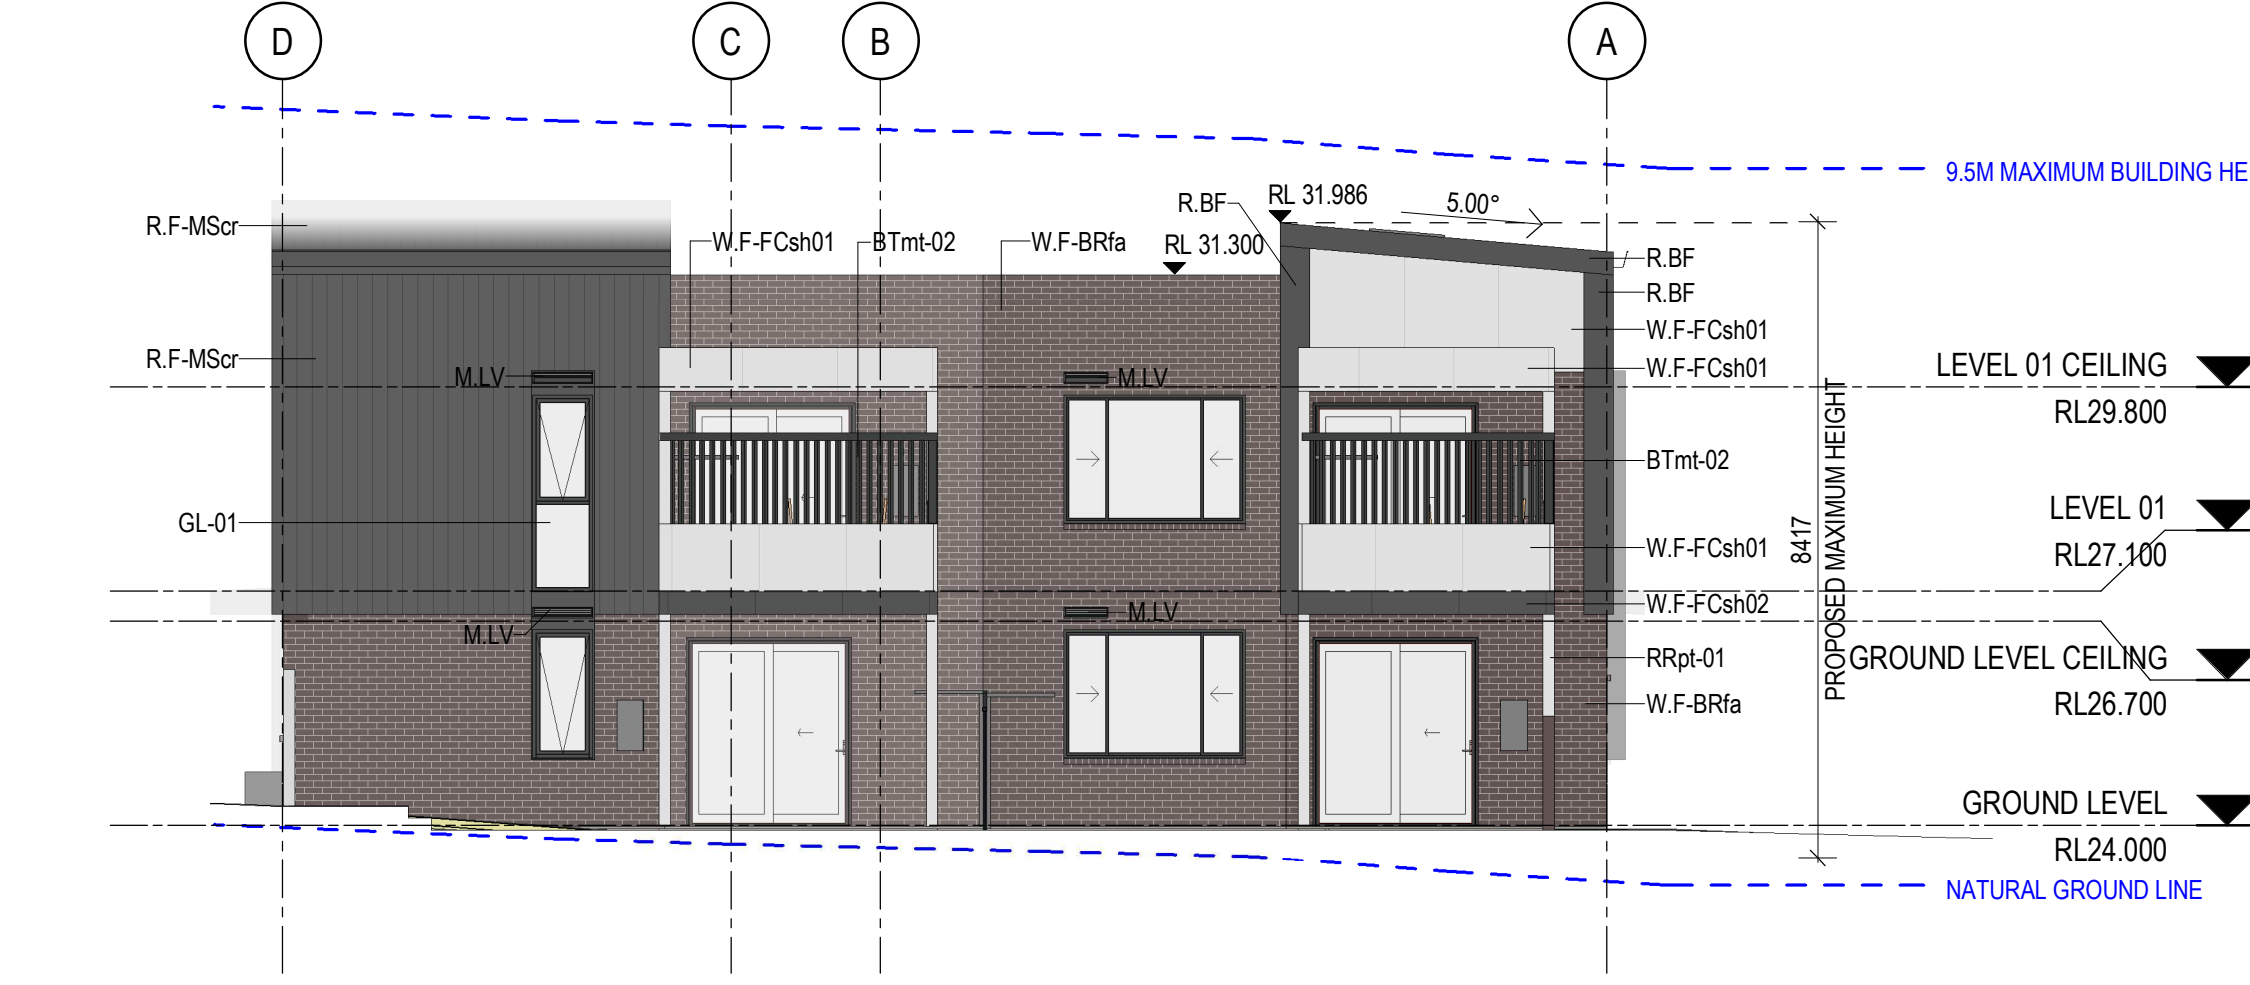 D
C
B
A
9.5M MAXIMUM BUILDING HE
R.F-MScr
W.F-FCsh01
BTmt-02
W.F-BRfa
R.BF
RL 31.986
5.00°
RL 31.300
R.BF
R.BF
W.F-FCsh01
W.F-FCsh01
R.F-MScr
M.LV
M.LV
LEVEL 01 CEILING
RL29.800
BTmt-02
GL-01
LEVEL 01
RL27.100
W.F-FCsh01
8417
PROPOSED MAXIMUM HEIGHT
W.F-FCsh02
M.LV
M.LV
RRpt-01
GROUND LEVEL CEILING
RL26.700
W.F-BRfa
GROUND LEVEL
RL24.000
NATURAL GROUND LINE